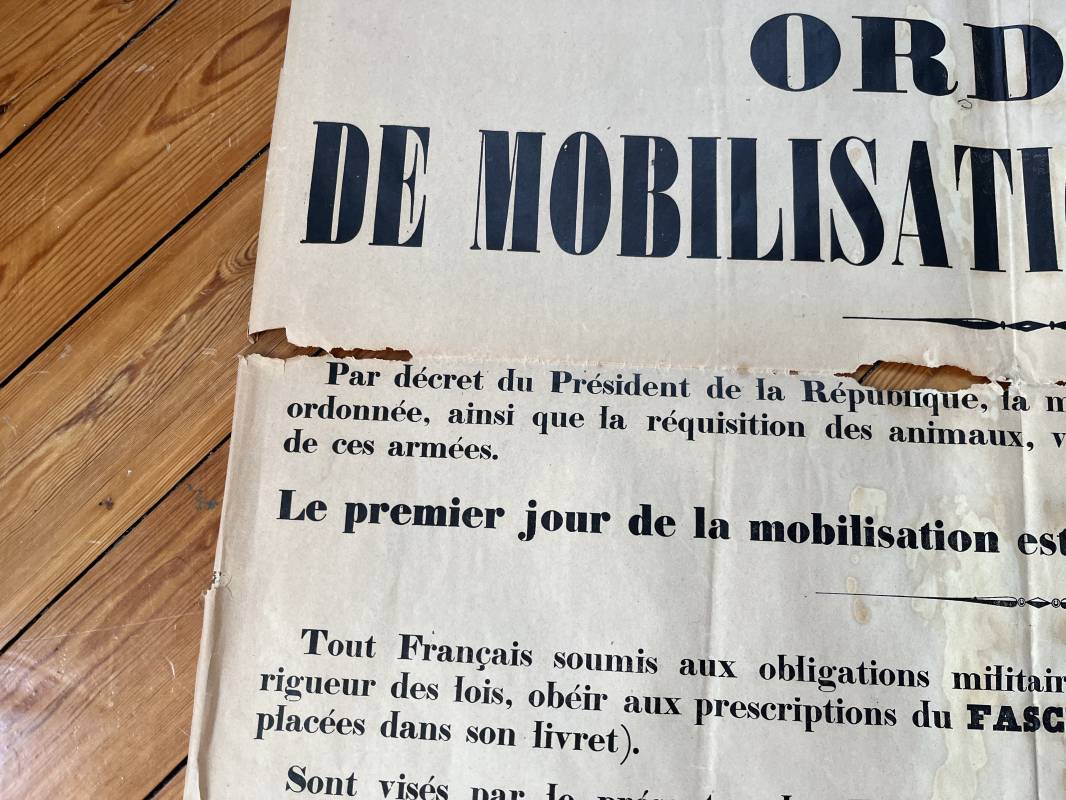 ORD
DE MOBILISATI
Par décret du Président de la République, la m
ordonnée, ainsi que la réquisition des animaux, v
de ces armées.
Le premier jour de la mobilisation est
Tout Français soumis aux obligations militair
rigueur des lois, obéir aux prescriptions du FASC
placées dans son livret).
Sont visés par le